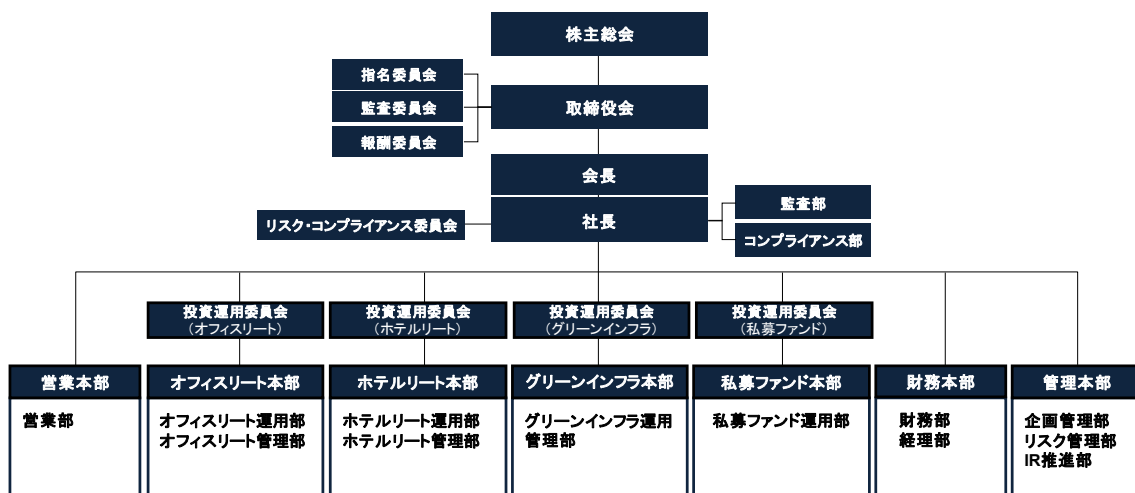 株主総会
指名委員会
監査委員会
報酬委員会
取締役会
会長
社長
リスク・コンプライアンス委員会
監査部
コンプライアンス部
投資運用委員会
(オフィスリート)
投資運用委員会
(ホテルリート)
投資運用委員会
(グリーンインフラ)
投資運用委員会
(私募ファンド)
営業本部
営業部
オフィスリート本部
オフィスリート運用部
オフィスリート管理部
ホテルリート本部
ホテルリート運用部
ホテルリート管理部
グリーンインフラ本部
グリーンインフラ運用
管理部
私募ファンド本部
私募ファンド運用部
財務本部
財務部
経理部
管理本部
企画管理部
リスク管理部
IR推進部